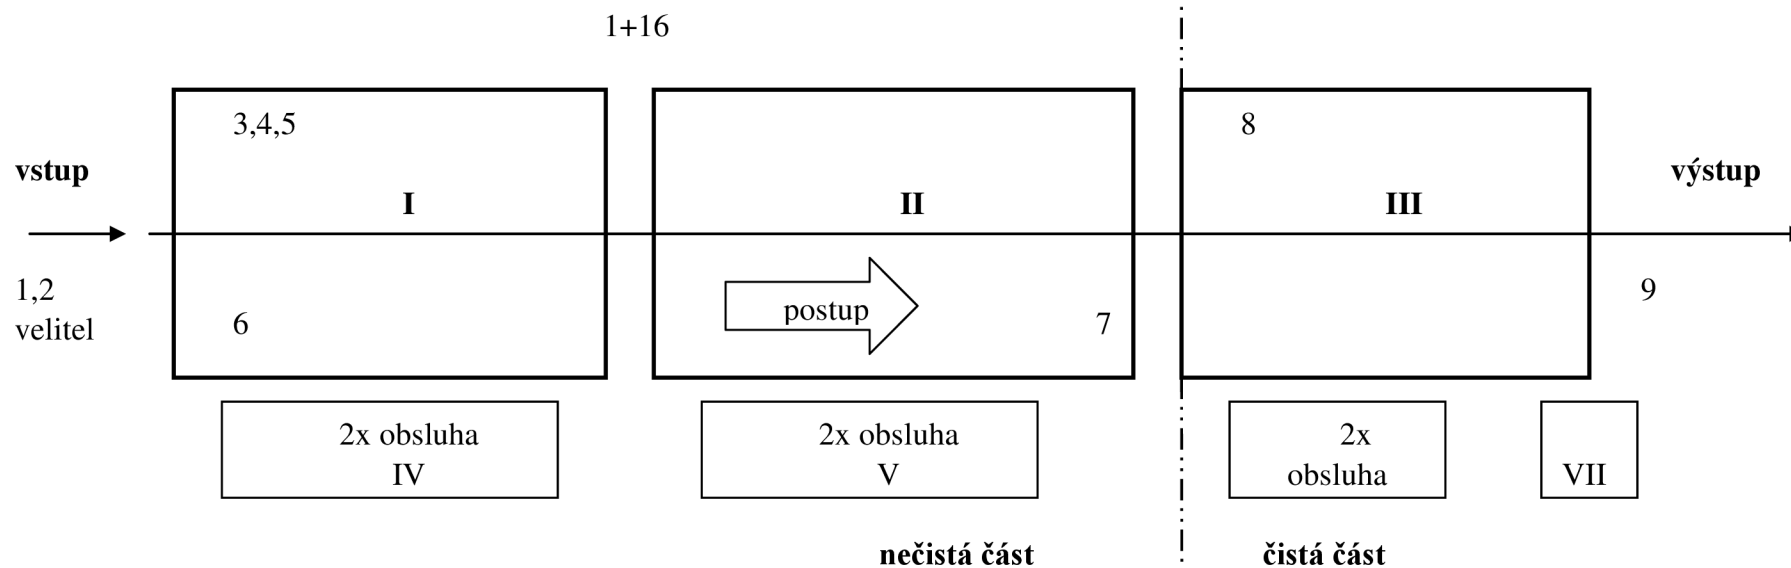 1+16
3,4,5
8
vstup
výstup
I
II
III
1,2
velitel
9
postup
6
7
2x obsluha
IV
2x obsluha
V
2x
obsluha
VII
nečistá část
čistá část